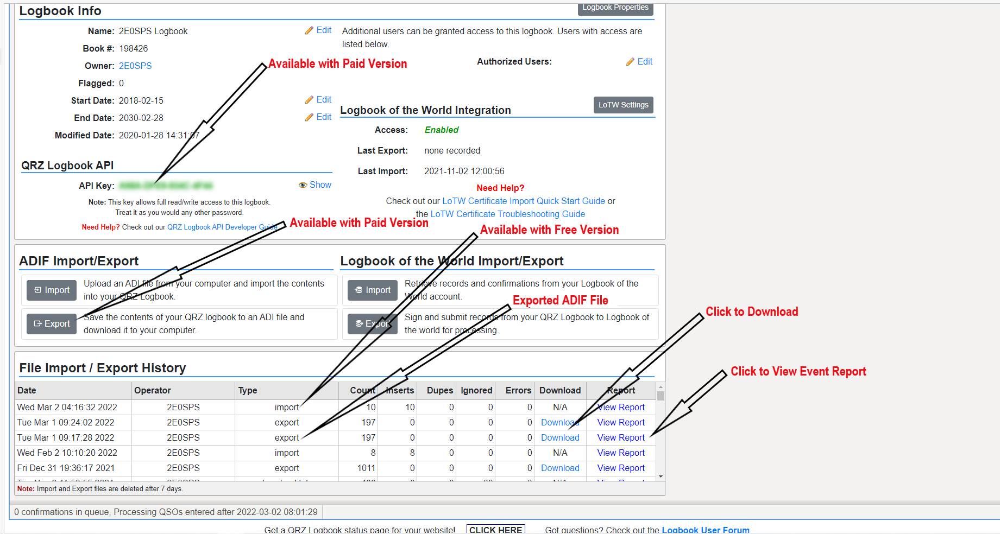 Logbook Info
Logbook Properties
Name: 2E0SPS Logbook
Edit
Additional users can be granted access to this logbook. Users with access are
listed below.
Book #: 198426
Available with Paid Version
Authorized Users:
Edit
Owner: 2E0SPS
Flagged: 0
Start Date: 2018-02-15
Edit
End Date: 2030-02-28
Edit
Modified Date: 2020-01-28 14:31:07
Logbook of the World Integration
LoTW Settings
Access: Enabled
Last Export: none recorded
Last Import: 2021-11-02 12:00:56
Need Help?
Check out our LoTW Certificate Import Quick Start Guide or
the LoTW Certificate Troubleshooting Guide
QRZ Logbook API
API Key:
Show
Note: This key allows full read/write access to this logbook.
Treat it as you would any other password.
Need Help? Check out our QRZ Logbook API Developer Guide
Available with Paid Version
Available with Free Version
ADIF Import/Export
Import
Upload an ADI file from your computer and import the contents
into your QRZ Logbook.
Export
Save the contents of your QRZ logbook to an ADI file and
download it to your computer.
Logbook of the World Import/Export
Import
Retrieve records and confirmations from your Logbook of the
World account.
Exported ADIF File
Export
Sign and submit records from your QRZ Logbook to Logbook of
the world for processing.
Click to Download
Click to View Event Report
File Import / Export History
Date Operator Type Count Inserts Dupes Ignored Errors Download Report
Wed Mar 2 04:16:32 2022 2E0SPS import 10 10 0 0 0 N/A View Report
Tue Mar 1 09:24:02 2022 2E0SPS export 197 0 0 0 0 Download View Report
Tue Mar 1 09:17:28 2022 2E0SPS export 197 0 0 0 0 Download View Report
Wed Feb 2 10:10:20 2022 2E0SPS import 8 8 0 0 0 N/A View Report
Fri Dec 31 19:36:17 2021 2E0SPS export 1011 0 0 0 0 Download View Report
Note: Import and Export files are deleted after 7 days.
0 confirmations in queue, Processing QSOs entered after 2022-03-02 08:01:29
Get a QRZ Logbook status page for your website! CLICK HERE Got questions? Check out the Logbook User Forum